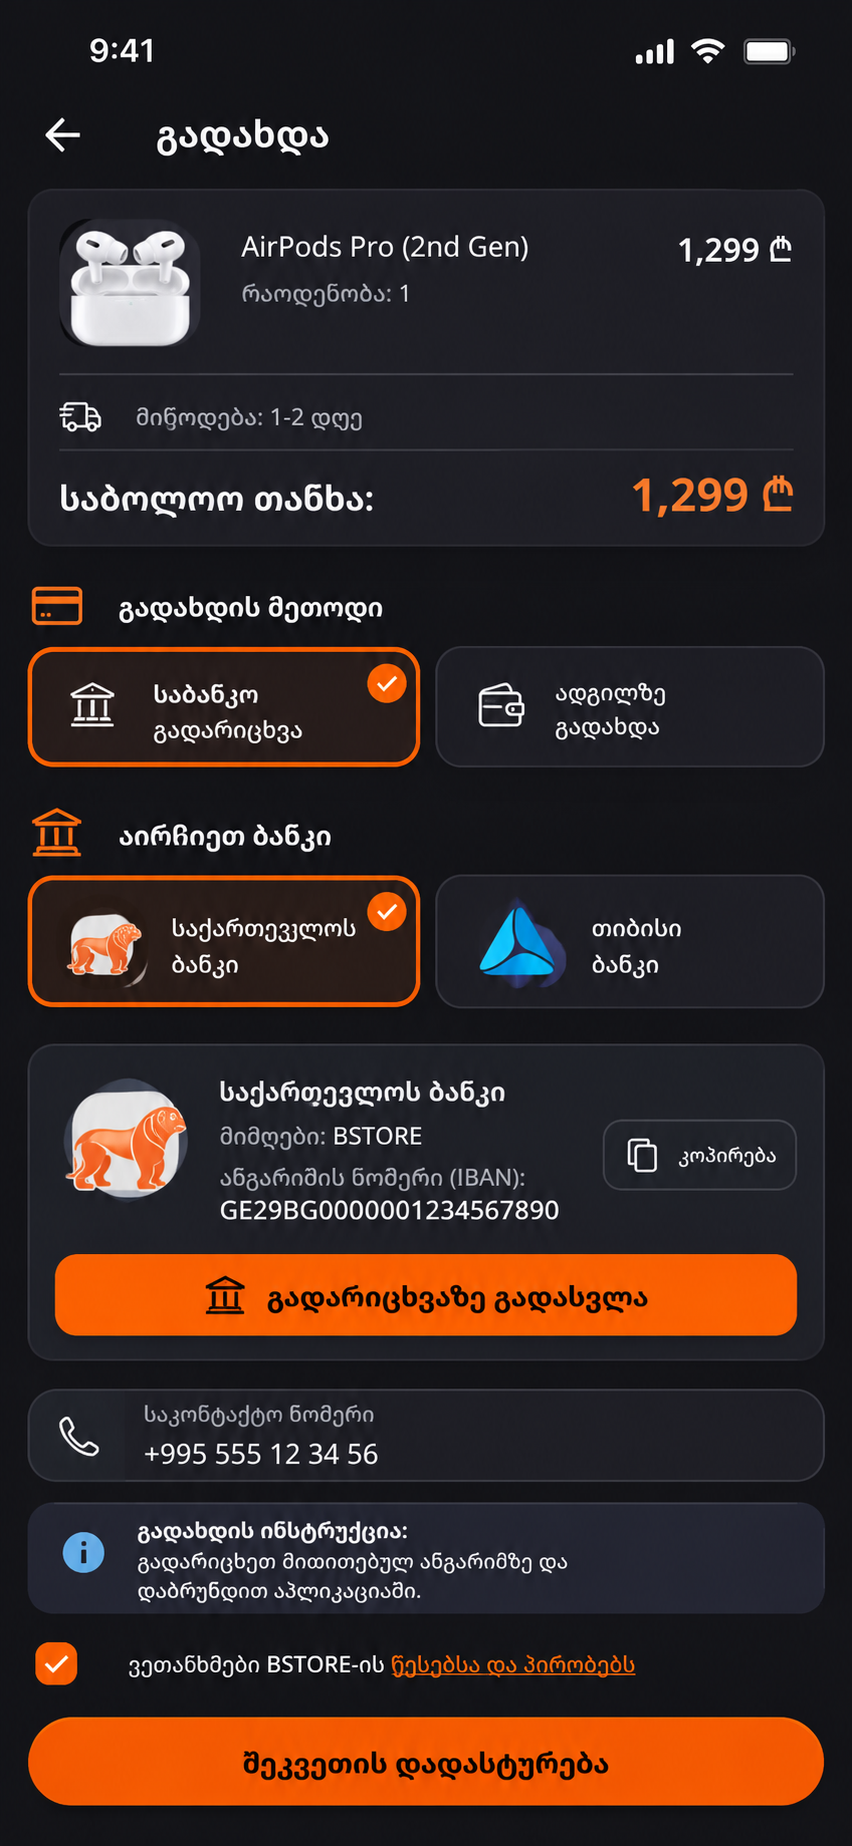 9:41
გადახდა
AirPods Pro (2nd Gen)
1,299 ₾
რაოდენობა: 1
მიწოდება: 1-2 დღე
საბოლოო თანხა:
1,299 ₾
გადახდის მეთოდი
საბანკო
გადარიცხვა
ადგილზე
გადახდა
აირჩიეთ ბანკი
საქართევკლოს
ბანკი
თიბისი
ბანკი
საქართევლოს ბანკი
მიმღები: BSTORE
ანგარიშის ნომერი (IBAN):
GE29BG0000001234567890
კოპირება
გადარიცხვაზე გადასვლა
საკონტაქტო ნომერი
+995 555 12 34 56
გადახდის ინსტრუქცია:
გადარიცხეთ მითითებულ ანგარიშზე და
დაბრუნდით აპლიკაციაში.
ვეთანხმები BSTORE-ის წესებსა და პირობებს
შეკვეთის დადასტურება